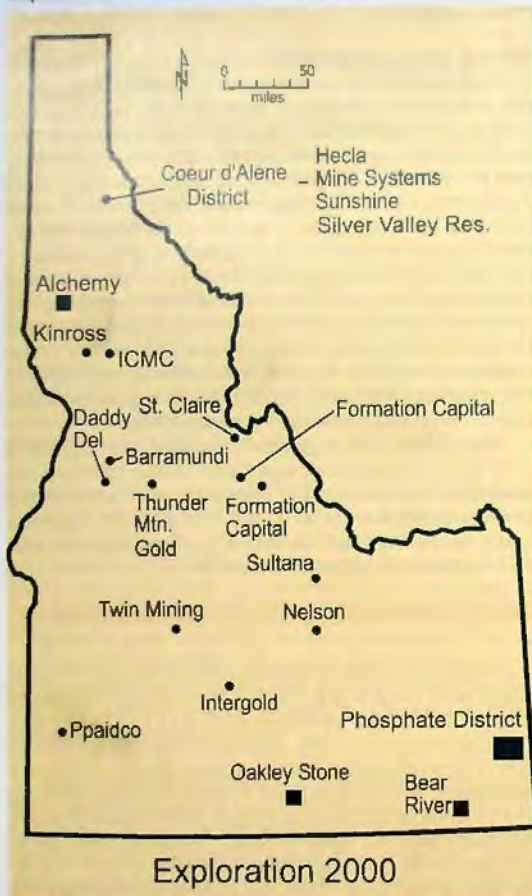 N
0 50
miles
Coeur d'Alene
District
Hecla
Mine Systems
Sunshine
Silver Valley Res.
Alchemy
Kinross
ICMC
St. Claire
Formation Capital
Daddy
Del
Barramundi
Thunder
Mtn.
Gold
Formation
Capital
Sultana
Twin Mining
Nelson
Intergold
Ppaidco
Phosphate District
Oakley Stone
Bear
River
Exploration 2000